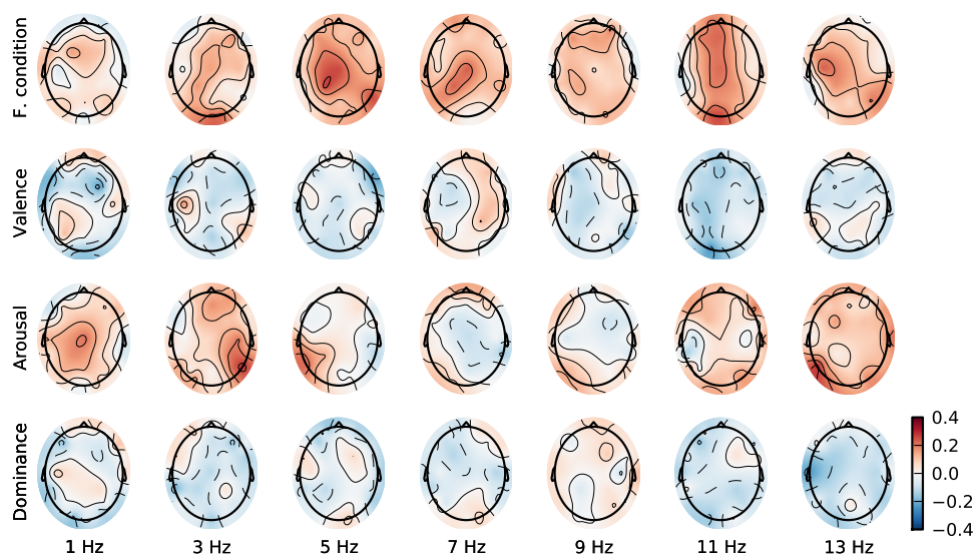 F. condition
Valence
Arousal
Dominance
0.4
0.2
0.0
−0.2
−0.4
1 Hz 3 Hz 5 Hz 7 Hz 9 Hz 11 Hz 13 Hz